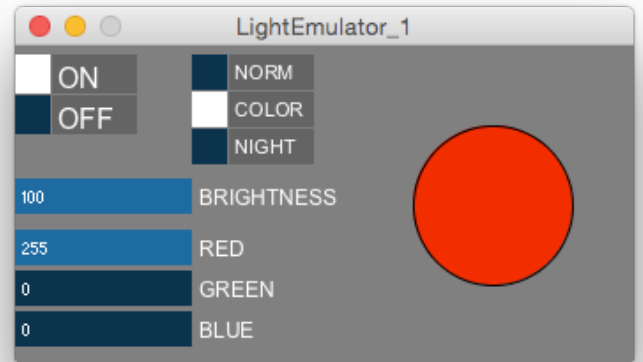 LightEmulator_1
ON
OFF
NORM
COLOR
NIGHT
100 BRIGHTNESS
255 RED
0 GREEN
0 BLUE